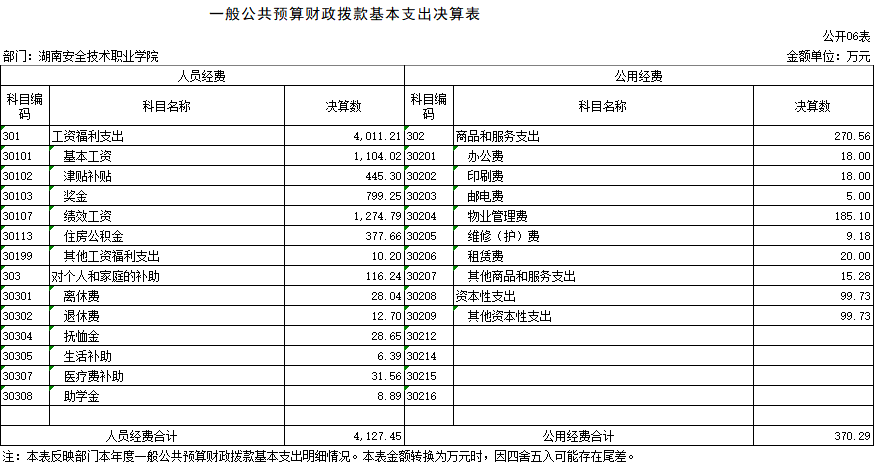 一般公共预算财政拨款基本支出决算表
公开06表
部门：湖南安全技术职业学院 金额单位：万元
人员经费 公用经费
科目编码 科目名称 决算数 科目编码 科目名称 决算数
301 工资福利支出 4,011.21 302 商品和服务支出 270.56
30101 基本工资 1,104.02 30201 办公费 18.00
30102 津贴补贴 445.30 30202 印刷费 18.00
30103 奖金 799.25 30203 邮电费 5.00
30107 绩效工资 1,274.79 30204 物业管理费 185.10
30113 住房公积金 377.66 30205 维修（护）费 9.18
30199 其他工资福利支出 10.20 30206 租赁费 20.00
303 对个人和家庭的补助 116.24 30207 其他商品和服务支出 15.28
30301 离休费 28.04 30208 资本性支出 99.73
30302 退休费 12.70 30209 其他资本性支出 99.73
30304 抚恤金 28.65 30212
30305 生活补助 6.39 30214
30307 医疗费补助 31.56 30215
30308 助学金 8.89 30216
人员经费合计 4,127.45 公用经费合计 370.29
注：本表反映部门本年度一般公共预算财政拨款基本支出明细情况。本表金额转换为万元时，因四舍五入可能存在尾差。